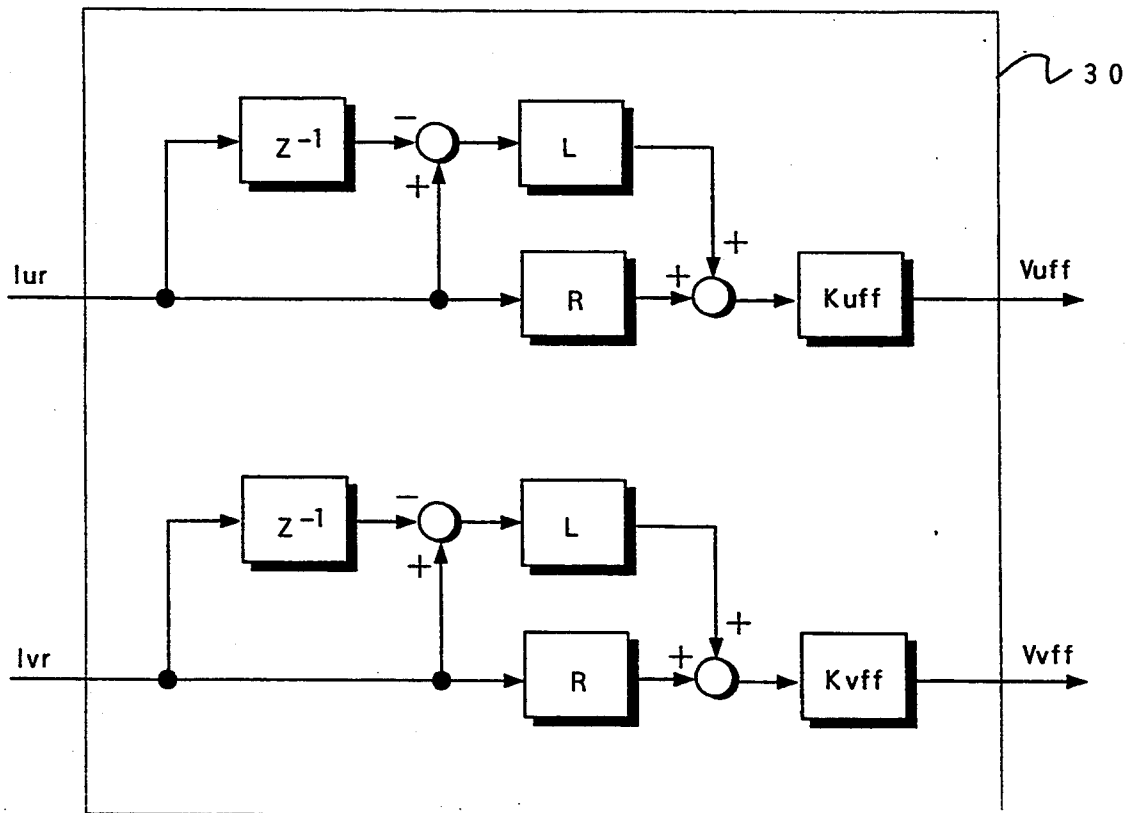 30
Z⁻¹
−
+
L
+
Iur
R
+
Kuff
Vuff
Z⁻¹
−
+
L
+
Ivr
R
+
Kvff
Vvff